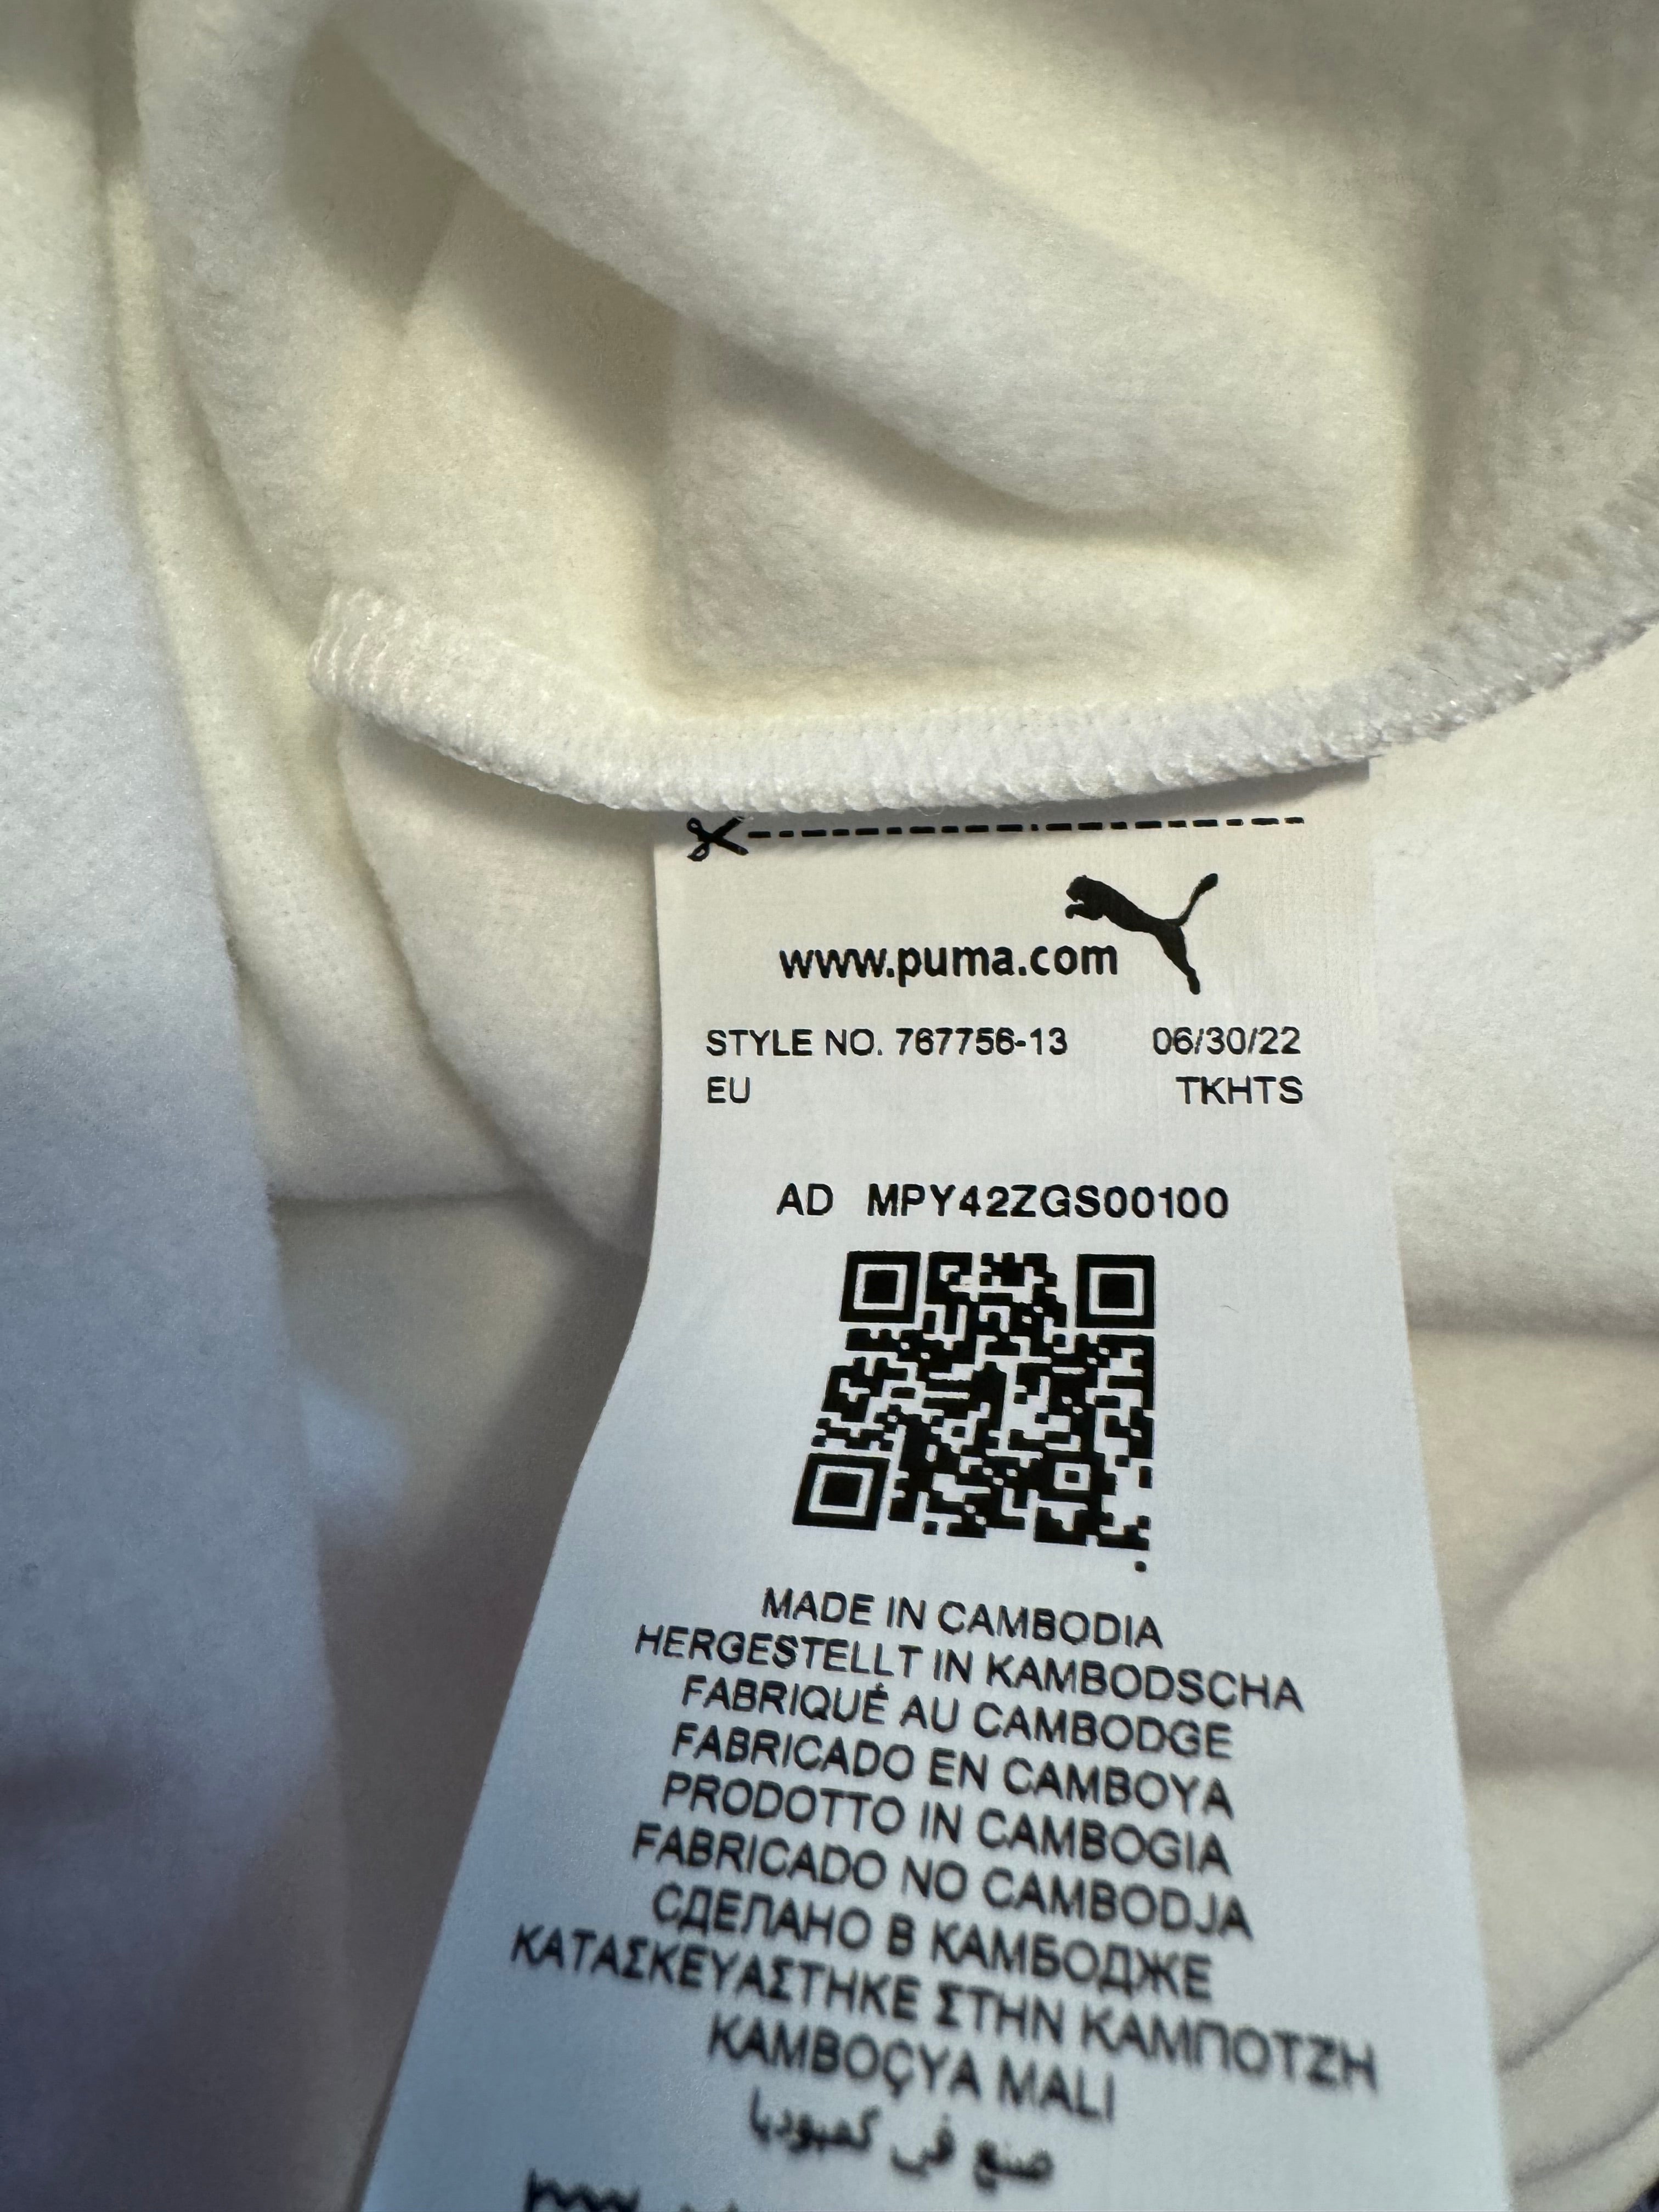 www.puma.com
STYLE NO. 767756-13 06/30/22
EU TKHTS
AD MPY42ZGS00100
MADE IN CAMBODIA
HERGESTELLT IN KAMBODSCHA
FABRIQUÉ AU CAMBODGE
FABRICADO EN CAMBOYA
PRODOTTO IN CAMBOGIA
FABRICADO NO CAMBODJA
СДЕЛАНО В КАМБОДЖЕ
ΚΑΤΑΣΚΕΥΑΣΤΗΚΕ ΣΤΗΝ ΚΑΜΠΟΤΖΗ
KAMBOÇYA MALI
صنع في كمبوديا